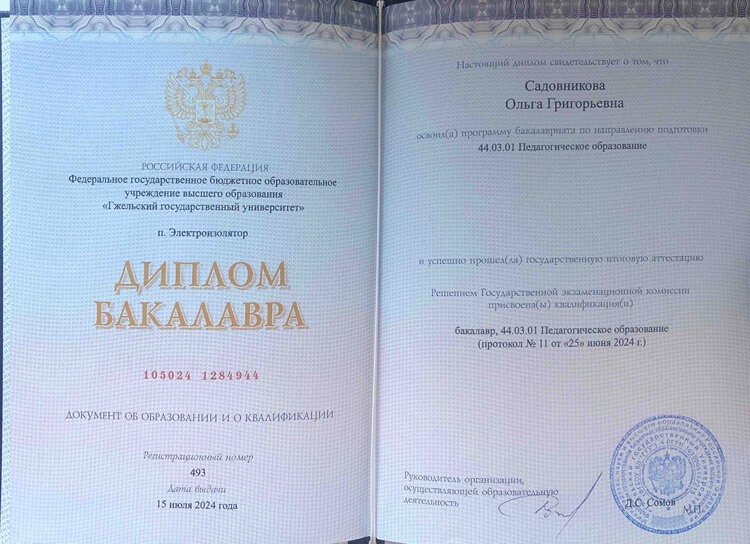 РОССИЙСКАЯ ФЕДЕРАЦИЯ
Федеральное государственное бюджетное образовательное
учреждение высшего образования
«Гжельский государственный университет»
п. Электроизолятор
ДИПЛОМ
БАКАЛАВРА
105024 1284944
ДОКУМЕНТ ОБ ОБРАЗОВАНИИ И О КВАЛИФИКАЦИИ
Регистрационный номер
493
Дата выдачи
15 июля 2024 года
Настоящий диплом свидетельствует о том, что
Садовникова
Ольга Григорьевна
освоил(а) программу бакалавриата по направлению подготовки
44.03.01 Педагогическое образование
и успешно прошел(ла) государственную итоговую аттестацию
Решением Государственной экзаменационной комиссии
присвоена(ы) квалификация(и)
бакалавр, 44.03.01 Педагогическое образование
(протокол № 11 от «25» июня 2024 г.)
Руководитель организации,
осуществляющей образовательную
деятельность
Д.С. Сомов
М.П.